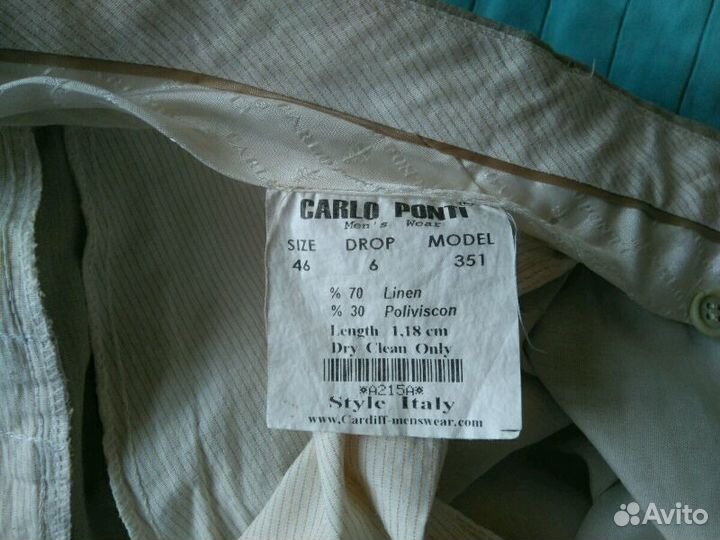 CARLO PONTI
Men's Wear
SIZE DROP MODEL
46 6 351
% 70 Linen
% 30 Poliviscon
Length 1,18 cm
Dry Clean Only
*A215A*
Style Italy
www.Cardiff-menswear.com
Avito